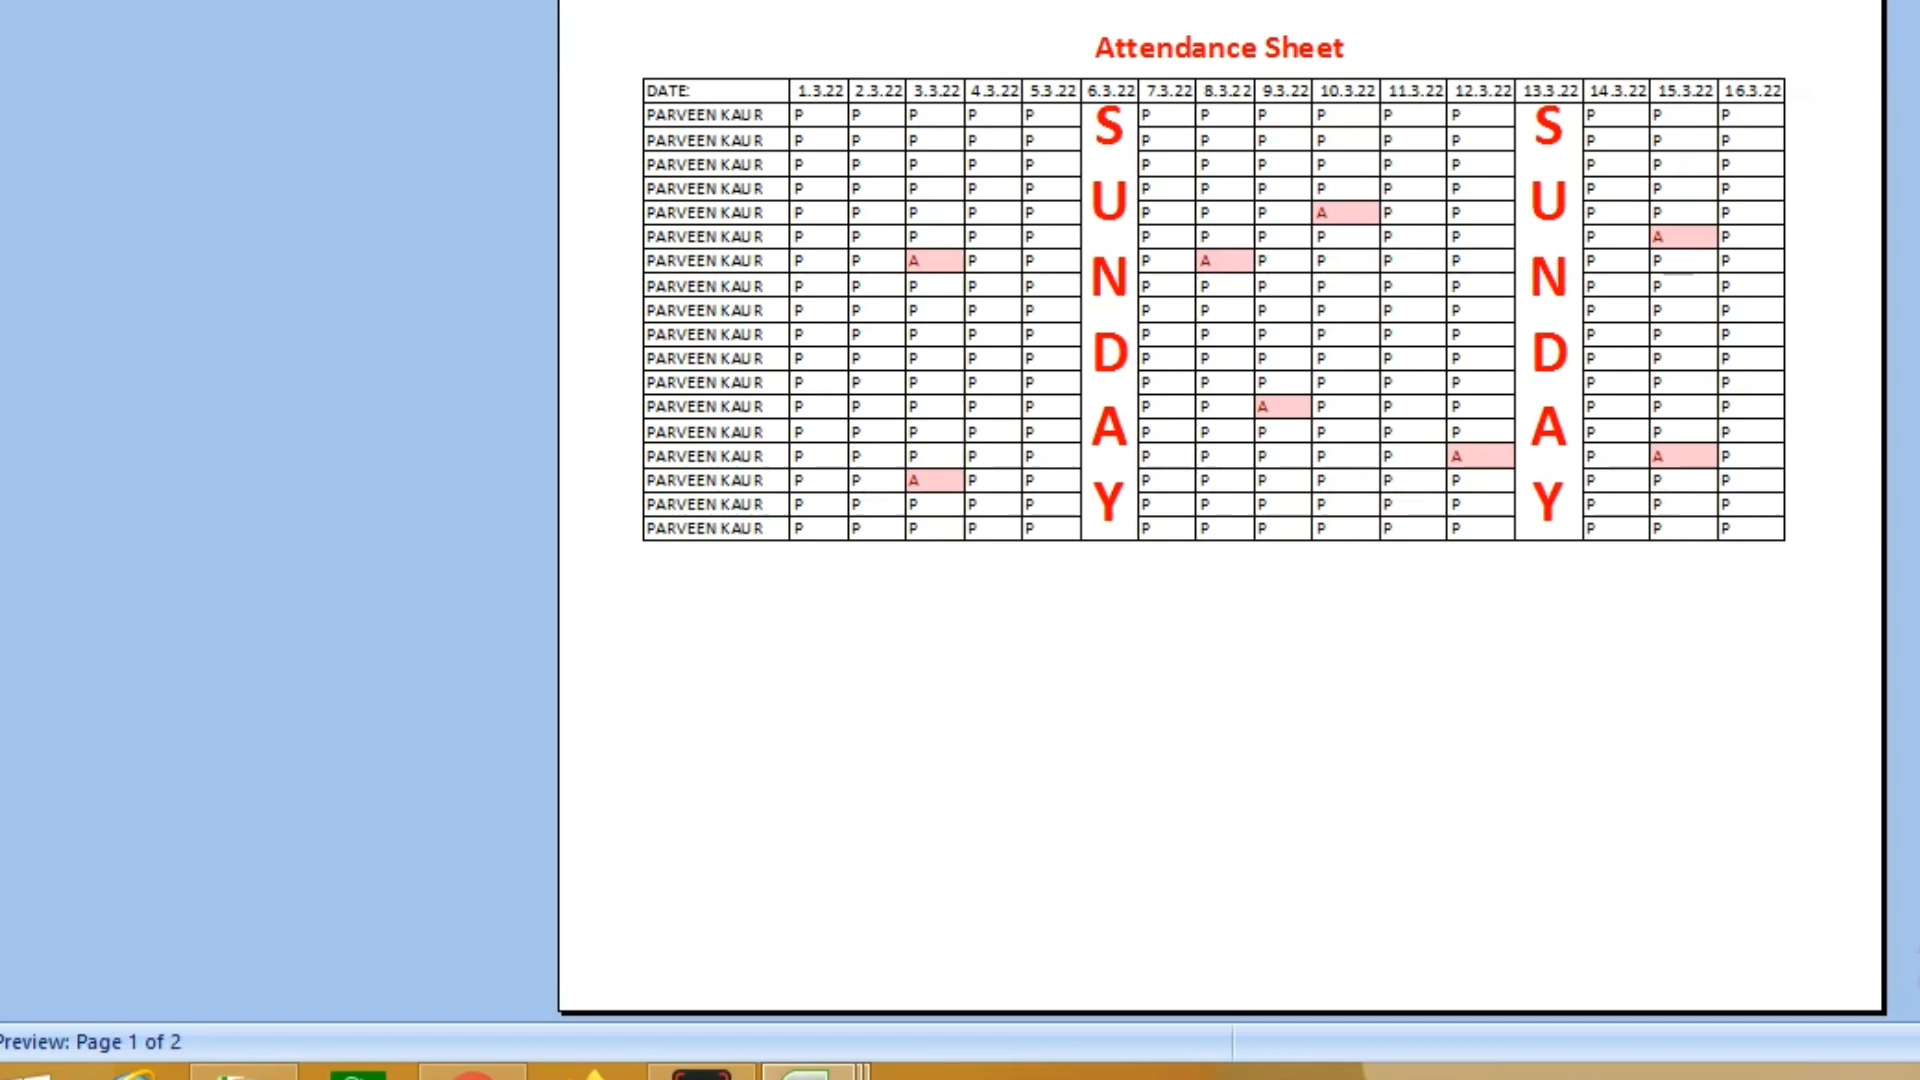 Attendance Sheet
DATE: 1.3.22 2.3.22 3.3.22 4.3.22 5.3.22 6.3.22 7.3.22 8.3.22 9.3.22 10.3.22 11.3.22 12.3.22 13.3.22 14.3.22 15.3.22 16.3.22
PARVEEN KAUR P P P P P S P P P P P P S P P P
PARVEEN KAUR P P P P P P P P P P P P P P
PARVEEN KAUR P P P P P P P P P P P P P P
PARVEEN KAUR P P P P P U P P P P P P U P P P
PARVEEN KAUR P P P P P P P P A P P P P P
PARVEEN KAUR P P P P P P P P P P P P A P
PARVEEN KAUR P P A P P N P A P P P P N P P P
PARVEEN KAUR P P P P P P P P P P P P P P
PARVEEN KAUR P P P P P P P P P P P P P P
PARVEEN KAUR P P P P P D P P P P P P D P P P
PARVEEN KAUR P P P P P P P P P P P P P P
PARVEEN KAUR P P P P P P P P P P P P P P
PARVEEN KAUR P P P P P A P P A P P P A P P P
PARVEEN KAUR P P P P P P P P P P P P P P
PARVEEN KAUR P P P P P P P P P P A P A P
PARVEEN KAUR P P A P P Y P P P P P P Y P P P
PARVEEN KAUR P P P P P P P P P P P P P P
PARVEEN KAUR P P P P P P P P P P P P P P
Preview: Page 1 of 2